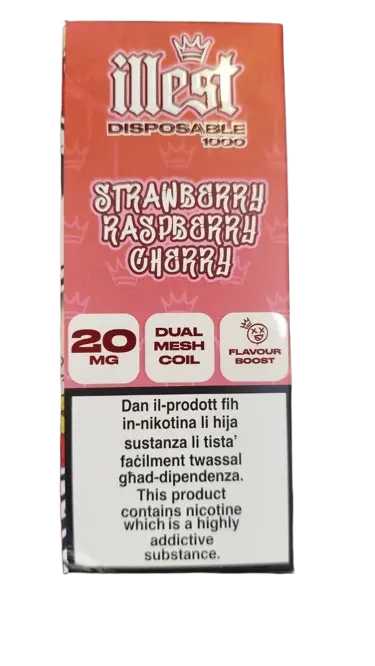 illest
DISPOSABLE
1000
STRAWBERRY
RASPBERRY
CHERRY
20
MG
DUAL
MESH
COIL
FLAVOUR
BOOST
Dan il-prodott fih
in-nikotina li hija
sustanza li tista'
faċilment twassal
għad-dipendenza.
This product
contains nicotine
which is a highly
addictive
substance.